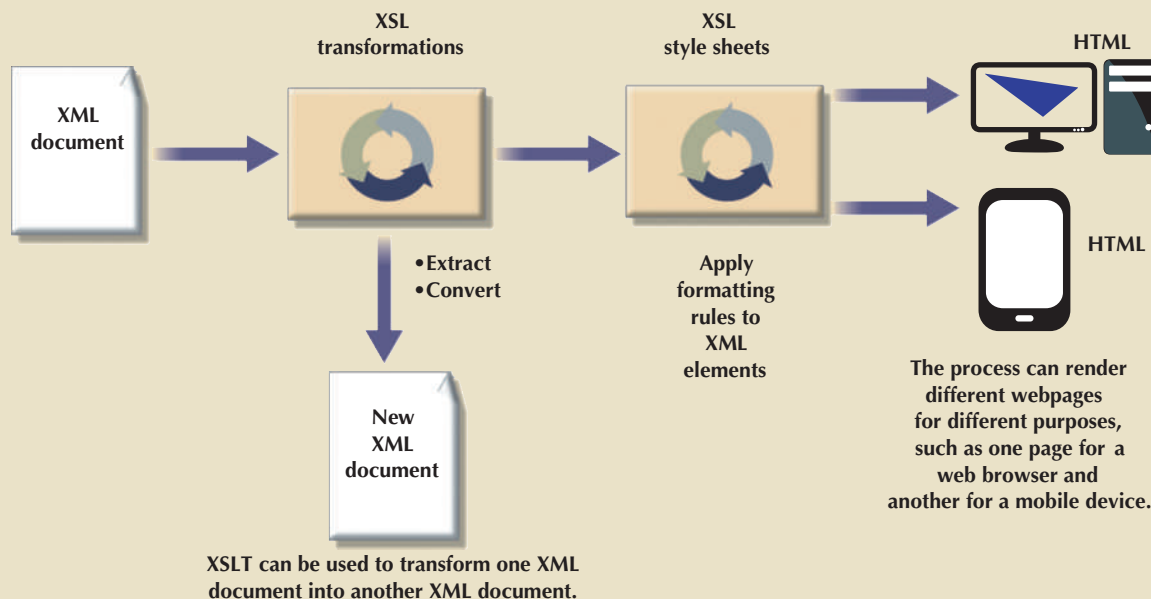 XSL
transformations
XSL
style sheets
HTML
XML
document
HTML
•Extract
•Convert
Apply
formatting
rules to
XML
elements
New
XML
document
The process can render
different webpages
for different purposes,
such as one page for a
web browser and
another for a mobile device.
XSLT can be used to transform one XML
document into another XML document.